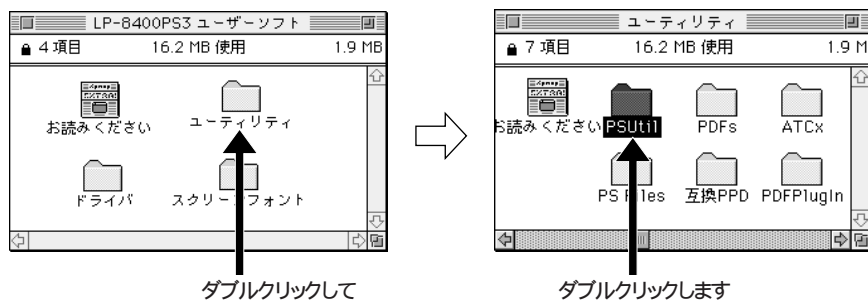 LP-8400PS3 ユーザーソフト
4 項目 16.2 MB 使用 1.9 MB
お読みください ユーティリティ
ドライバ スクリーンフォント
ダブルクリックして
ユーティリティ
7 項目 16.2 MB 使用 1.9 M
お読みください PSUtil PDFs ATCx
PS Files 互換PPD PDFPlugIn
ダブルクリックします